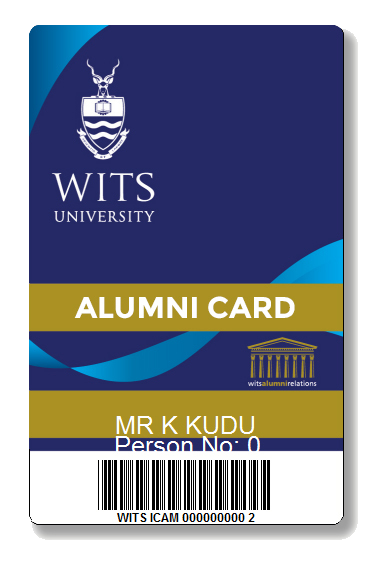 WITS
UNIVERSITY
ALUMNI CARD
witsalumnirelations
MR K KUDU
Person No: 0
WITS ICAM 000000000 2